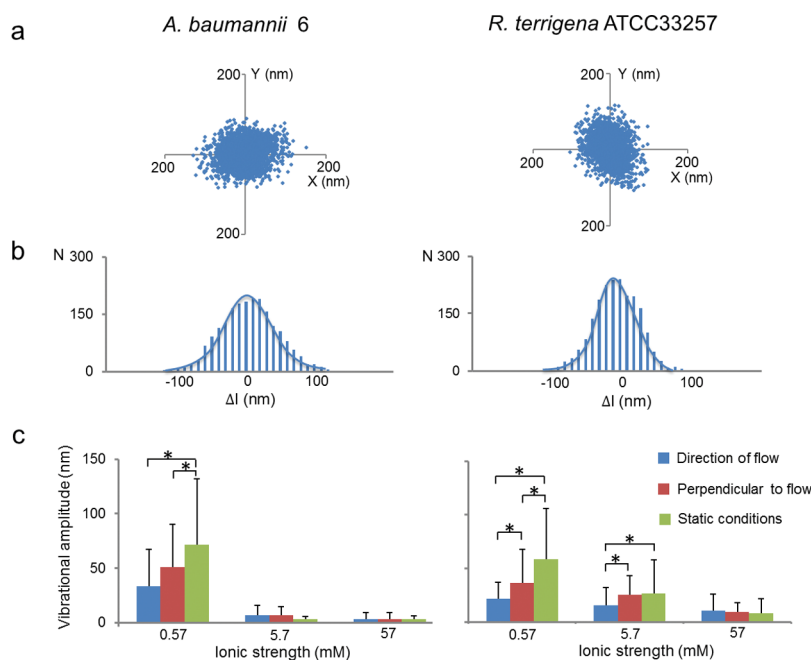 a
A. baumannii 6
R. terrigena ATCC33257
200 Y (nm)
200 200
X (nm)
200
200 Y (nm)
200 200
X (nm)
200
b
N 300
150
0
-100 0 100
ΔI (nm)
N 300
150
0
-100 0 100
ΔI (nm)
c
Vibrational amplitude (nm)
150
100
50
0
* *
0.57 5.7 57
Ionic strength (mM)
* * *
* *
0.57 5.7 57
Ionic strength (mM)
Direction of flow
Perpendicular to flow
Static conditions